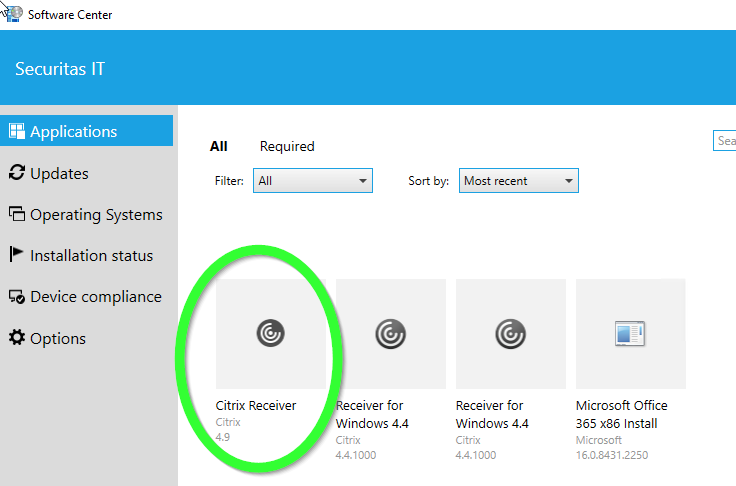 Software Center
Securitas IT
Applications
Updates
Operating Systems
Installation status
Device compliance
Options
All Required
Filter: All Sort by: Most recent
Sea
Citrix Receiver
Citrix
4.9
Receiver for
Windows 4.4
Citrix
4.4.1000
Receiver for
Windows 4.4
Citrix
4.4.1000
Microsoft Office
365 x86 Install
Microsoft
16.0.8431.2250